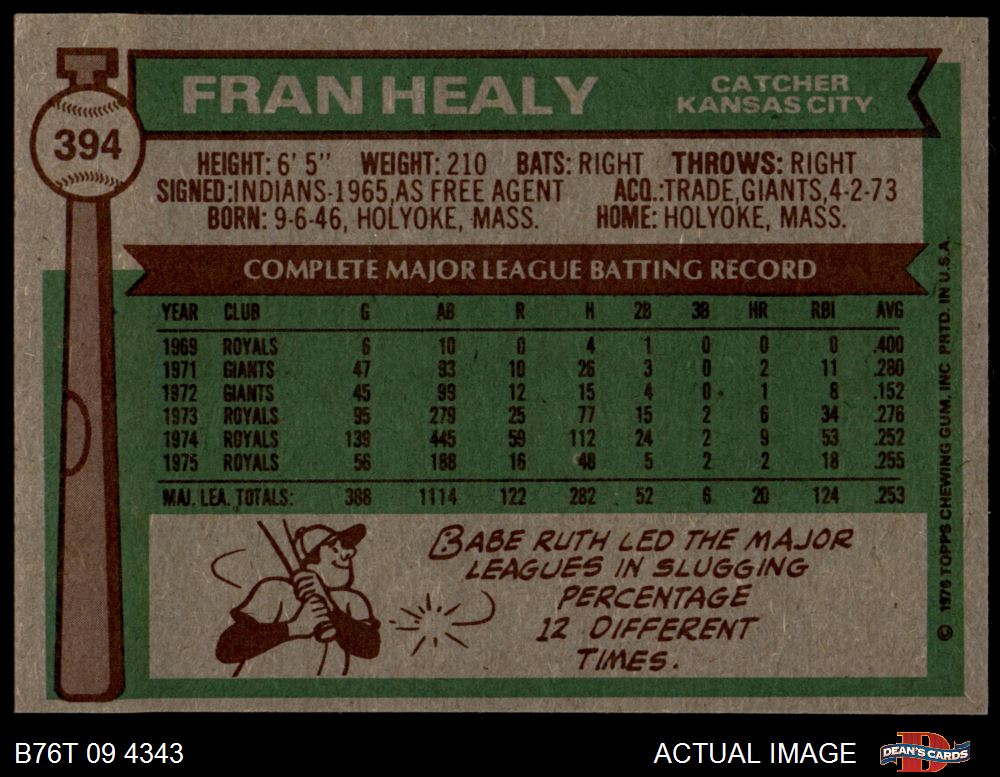 394
FRAN HEALY
CATCHER
KANSAS CITY
HEIGHT: 6' 5" WEIGHT: 210 BATS: RIGHT THROWS: RIGHT
SIGNED: INDIANS-1965, AS FREE AGENT ACQ.: TRADE, GIANTS, 4-2-73
BORN: 9-6-46, HOLYOKE, MASS. HOME: HOLYOKE, MASS.
COMPLETE MAJOR LEAGUE BATTING RECORD
YEAR CLUB G AB R H 2B 3B HR RBI AVG
1969 ROYALS 6 10 0 4 1 0 0 0 .400
1971 GIANTS 47 93 10 26 3 0 2 11 .280
1972 GIANTS 45 99 12 15 4 0 1 8 .152
1973 ROYALS 95 279 25 77 15 2 6 34 .276
1974 ROYALS 139 445 59 112 24 2 9 53 .252
1975 ROYALS 56 188 16 48 5 2 2 18 .255
MAJ. LEA. TOTALS: 388 1114 122 282 52 6 20 124 .253
BABE RUTH LED THE MAJOR
LEAGUES IN SLUGGING
PERCENTAGE
12 DIFFERENT
TIMES.
© 1976 TOPPS CHEWING GUM, INC PRTD. IN U.S.A.
B76T 09 4343
ACTUAL IMAGE
DEAN'S CARDS